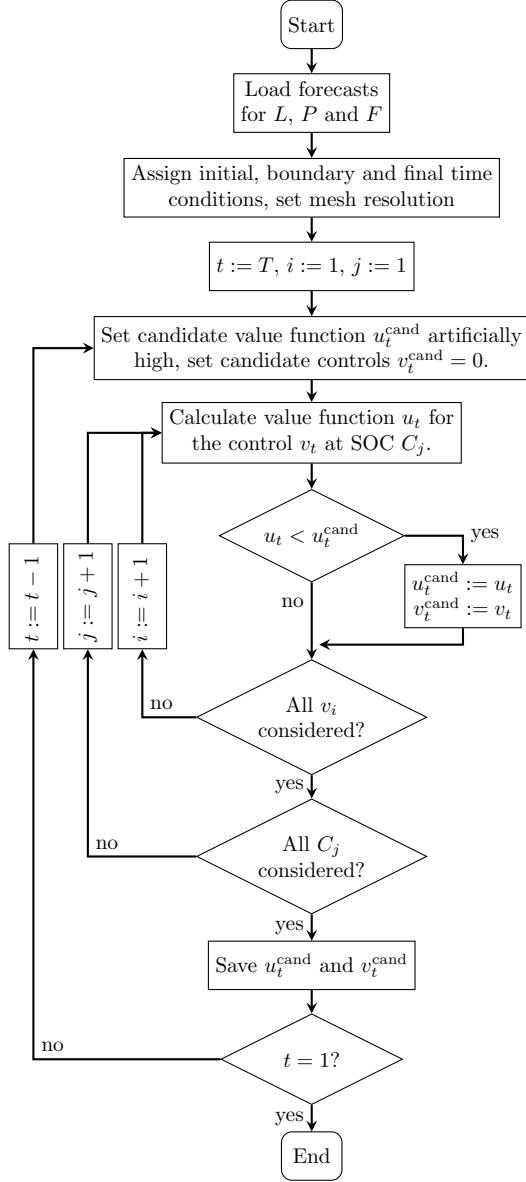 Start
Load forecasts
for L, P and F
Assign initial, boundary and final time
conditions, set mesh resolution
t := T, i := 1, j := 1
Set candidate value function u_t^cand artificially
high, set candidate controls v_t^cand = 0.
Calculate value function u_t for
the control v_t at SOC C_j.
u_t < u_t^cand
yes
u_t^cand := u_t
v_t^cand := v_t
no
t := t − 1
j := j + 1
i := i + 1
All v_i
considered?
no
yes
All C_j
considered?
no
yes
Save u_t^cand and v_t^cand
t = 1?
no
yes
End